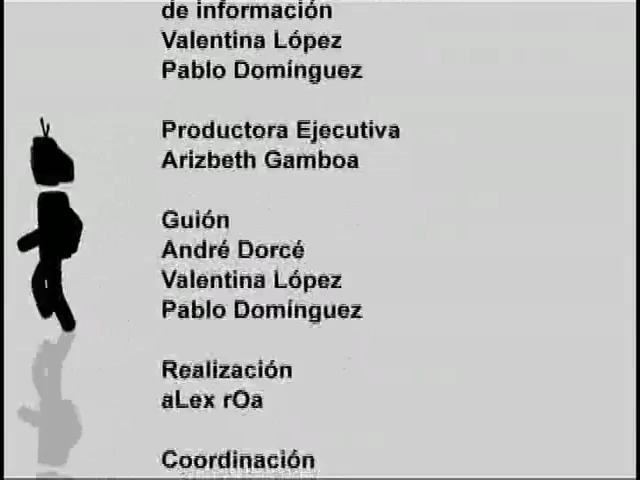 de información
Valentina López
Pablo Domínguez
Productora Ejecutiva
Arizbeth Gamboa
Guión
André Dorcé
Valentina López
Pablo Domínguez
Realización
aLex rOa
Coordinación